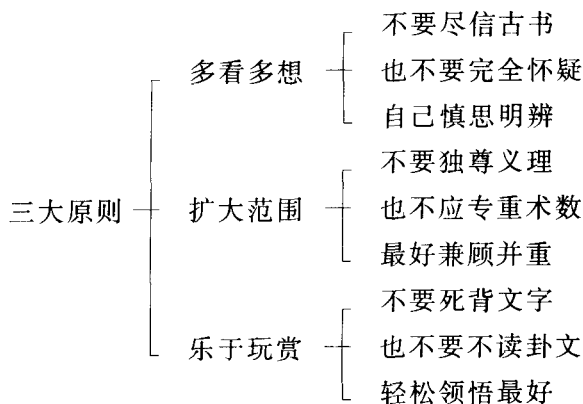 三大原则
多看多想
不要尽信古书
也不要完全怀疑
自己慎思明辨
扩大范围
不要独尊义理
也不应专重术数
最好兼顾并重
乐于玩赏
不要死背文字
也不要不读卦文
轻松领悟最好